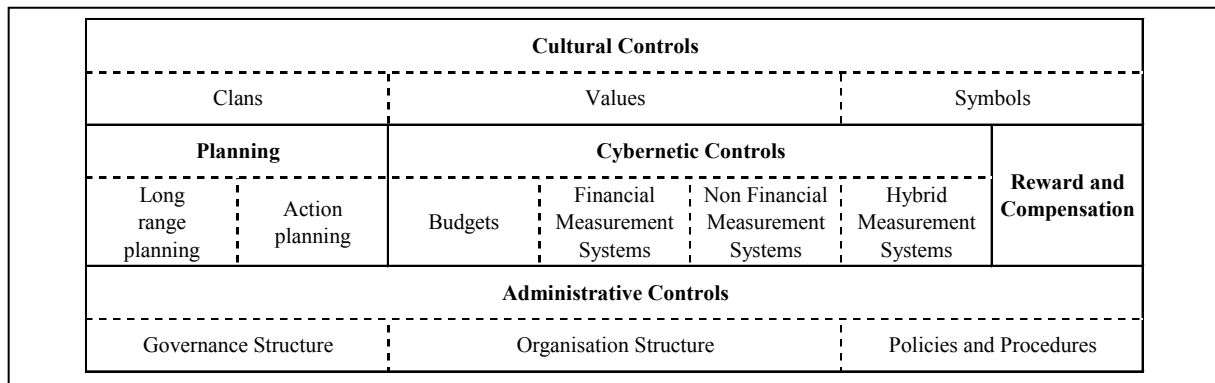 Cultural Controls
Clans
Values
Symbols
Planning
Cybernetic Controls
Reward and
Compensation
Long
range
planning
Action
planning
Budgets
Financial
Measurement
Systems
Non Financial
Measurement
Systems
Hybrid
Measurement
Systems
Administrative Controls
Governance Structure
Organisation Structure
Policies and Procedures